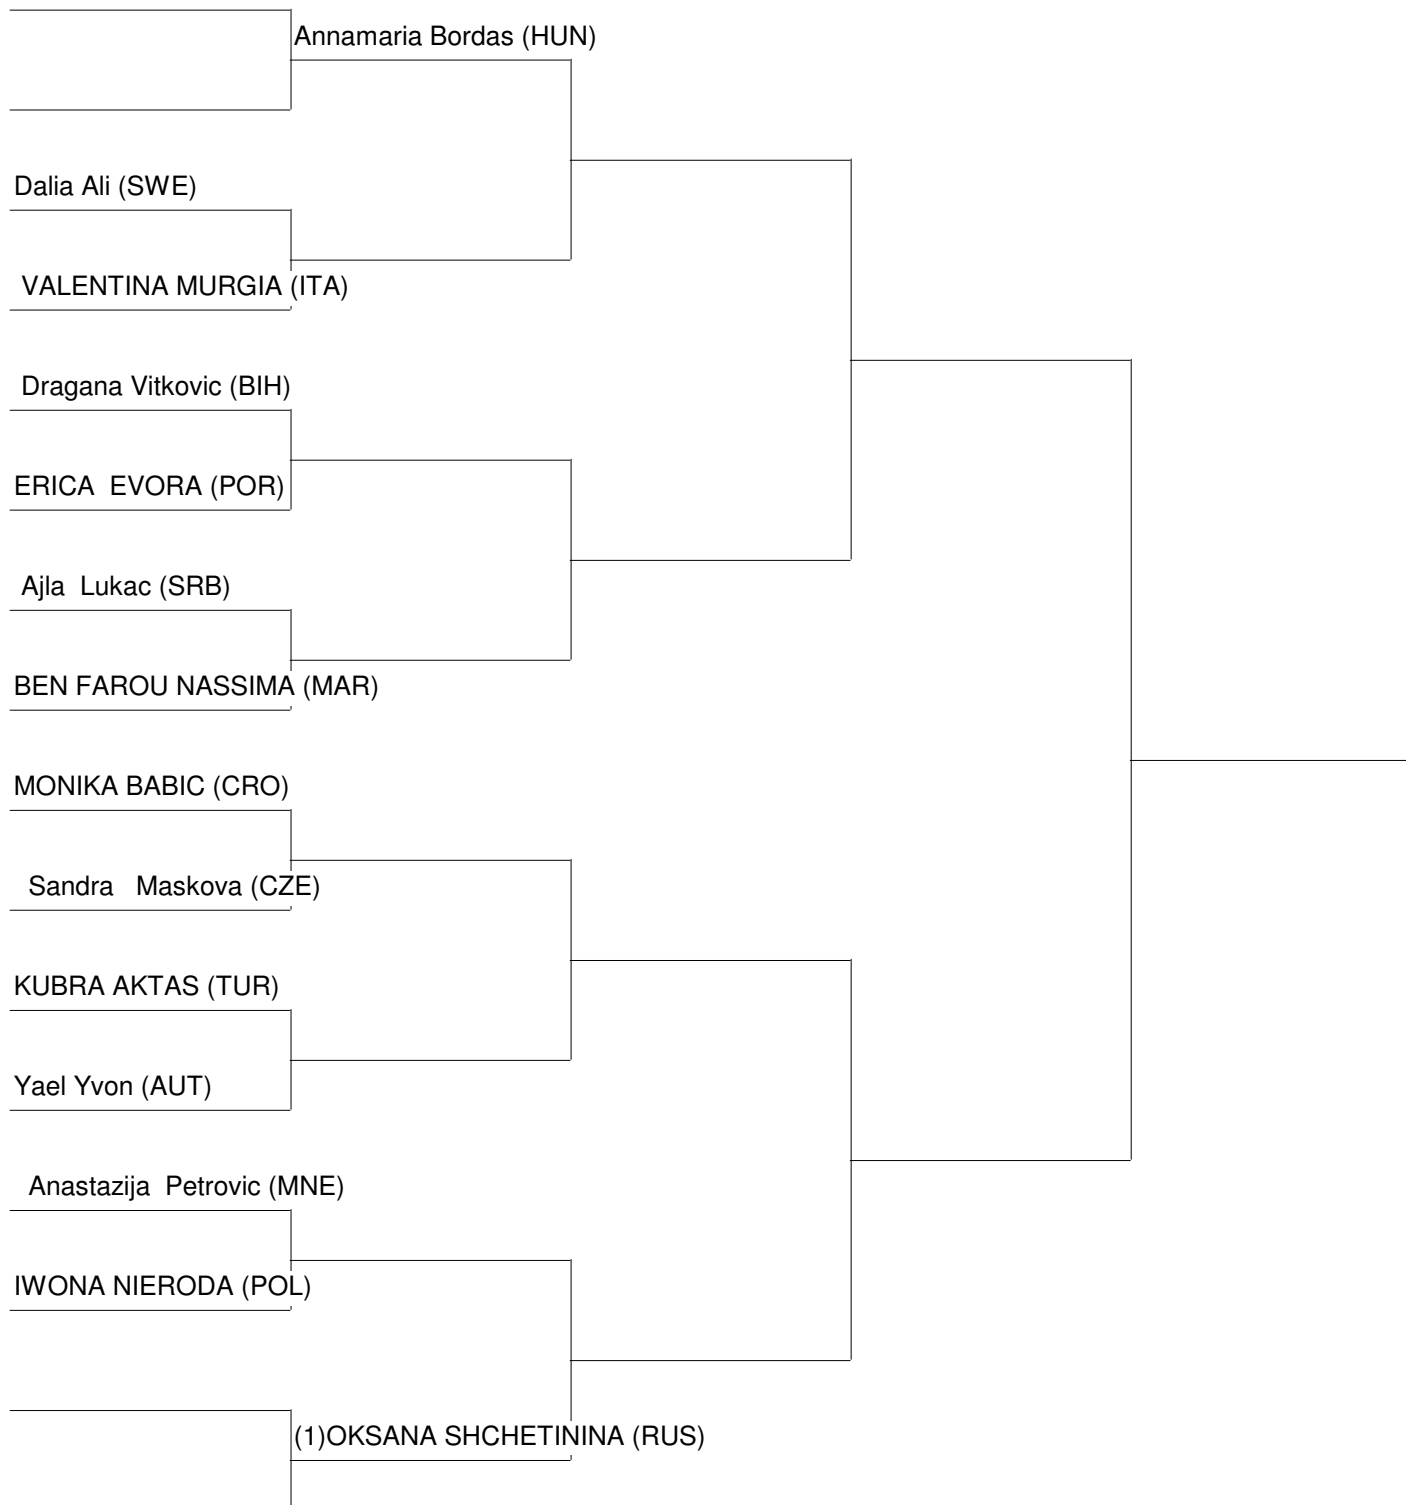 Annamaria Bordas (HUN)
Dalia Ali (SWE)
VALENTINA MURGIA (ITA)
Dragana Vitkovic (BIH)
ERICA  EVORA (POR)
Ajla  Lukac (SRB)
BEN FAROU NASSIMA (MAR)
MONIKA BABIC (CRO)
Sandra   Maskova (CZE)
KUBRA AKTAS (TUR)
Yael Yvon (AUT)
Anastazija  Petrovic (MNE)
IWONA NIERODA (POL)
(1)OKSANA SHCHETININA (RUS)